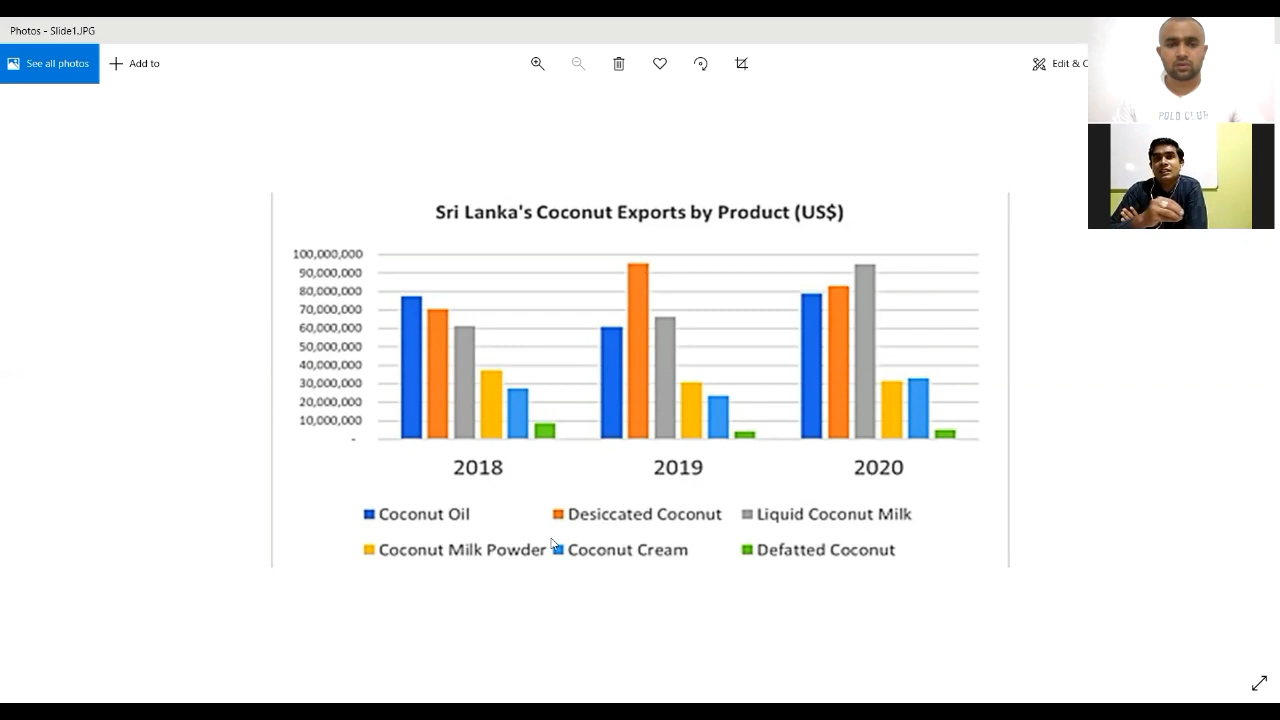 Photos - Slide1.JPG
See all photos
Add to
Edit & C
POLO CLUB
Sri Lanka's Coconut Exports by Product (US$)
100,000,000
90,000,000
80,000,000
70,000,000
60,000,000
50,000,000
40,000,000
30,000,000
20,000,000
10,000,000
-
2018 2019 2020
Coconut Oil Desiccated Coconut Liquid Coconut Milk
Coconut Milk Powder Coconut Cream Defatted Coconut